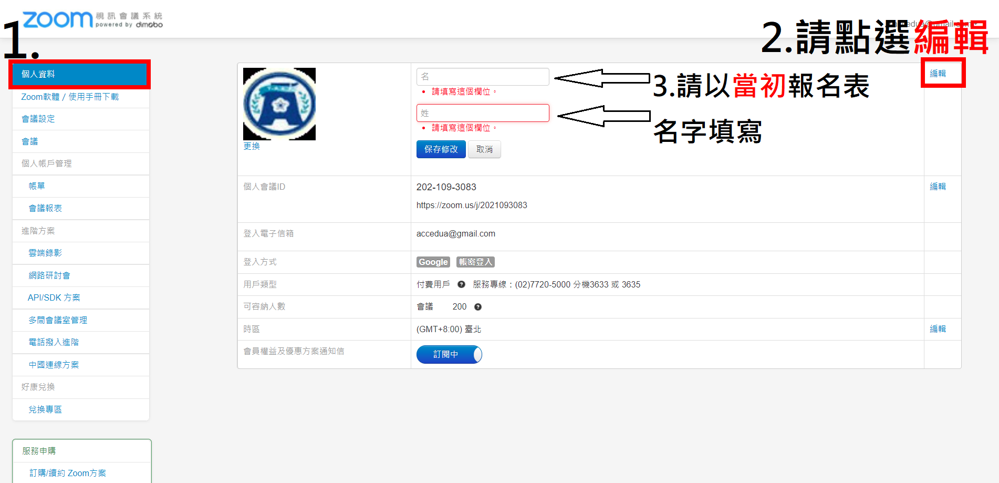 zoom 視訊會議系統
powered by dimobo
1.
2.請點選編輯
個人資料
Zoom軟體 / 使用手冊下載
會議設定
會議
個人帳戶管理
帳單
會議報表
進階方案
雲端錄影
網路研討會
API/SDK 方案
多間會議室管理
電話撥入進階
中國連線方案
好康兌換
兌換專區
服務申購
訂購/續約 Zoom方案
更換
名
請填寫這個欄位。
姓
請填寫這個欄位。
保存修改 取消
編輯
3.請以當初報名表
名字填寫
個人會議ID 202-109-3083 編輯
https://zoom.us/j/2021093083
登入電子信箱 accedua@gmail.com
登入方式 Google 帳密登入
用戶類型 付費用戶 ? 服務專線：(02)7720-5000 分機3633 或 3635
可容納人數 會議 200 ?
時區 (GMT+8:00) 臺北 編輯
會員權益及優惠方案通知信 訂閱中